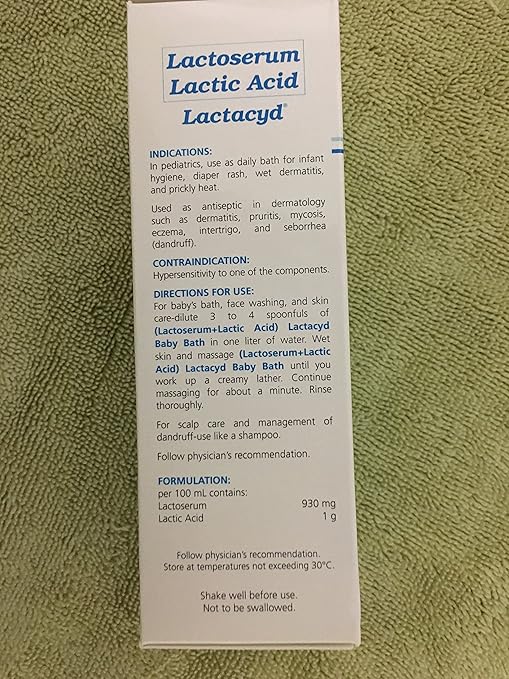 Lactoserum
Lactic Acid
Lactacyd®
INDICATIONS:
In pediatrics, use as daily bath for infant
hygiene, diaper rash, wet dermatitis,
and prickly heat.
Used as antiseptic in dermatology
such as dermatitis, pruritis, mycosis,
eczema, intertrigo, and seborrhea
(dandruff).
CONTRAINDICATION:
Hypersensitivity to one of the components.
DIRECTIONS FOR USE:
For baby's bath, face washing, and skin
care-dilute 3 to 4 spoonfuls of
(Lactoserum+Lactic Acid) Lactacyd
Baby Bath in one liter of water. Wet
skin and massage (Lactoserum+Lactic
Acid) Lactacyd Baby Bath until you
work up a creamy lather. Continue
massaging for about a minute. Rinse
thoroughly.
For scalp care and management of
dandruff-use like a shampoo.
Follow physician's recommendation.
FORMULATION:
per 100 mL contains:
Lactoserum 930 mg
Lactic Acid 1 g
Follow physician's recommendation.
Store at temperatures not exceeding 30°C.
Shake well before use.
Not to be swallowed.